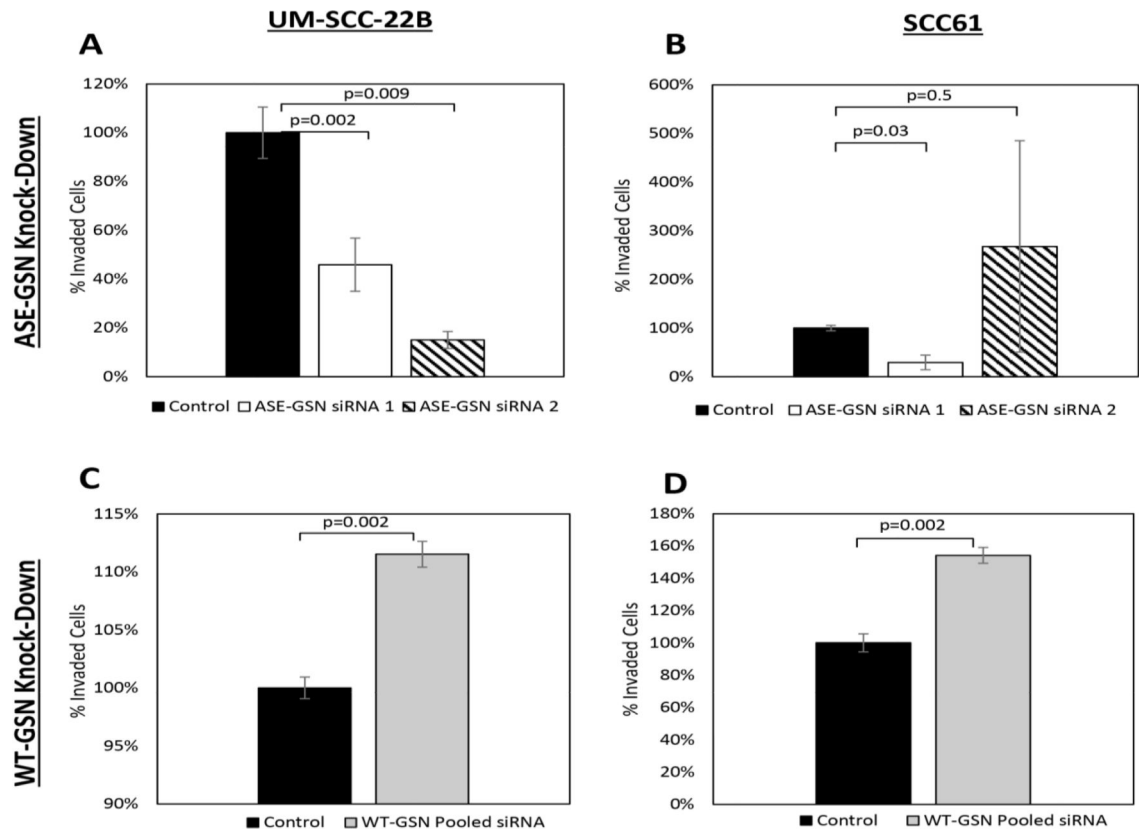 UM-SCC-22B
SCC61
ASE-GSN Knock-Down
A
120%
100%
80%
60%
40%
20%
0%
% Invaded Cells
p=0.009
p=0.002
Control ASE-GSN siRNA 1 ASE-GSN siRNA 2
B
600%
500%
400%
300%
200%
100%
0%
% Invaded Cells
p=0.5
p=0.03
Control ASE-GSN siRNA 1 ASE-GSN siRNA 2
WT-GSN Knock-Down
C
115%
110%
105%
100%
95%
90%
% Invaded Cells
p=0.002
Control WT-GSN Pooled siRNA
D
180%
160%
140%
120%
100%
80%
60%
40%
20%
0%
% Invaded Cells
p=0.002
Control WT-GSN Pooled siRNA